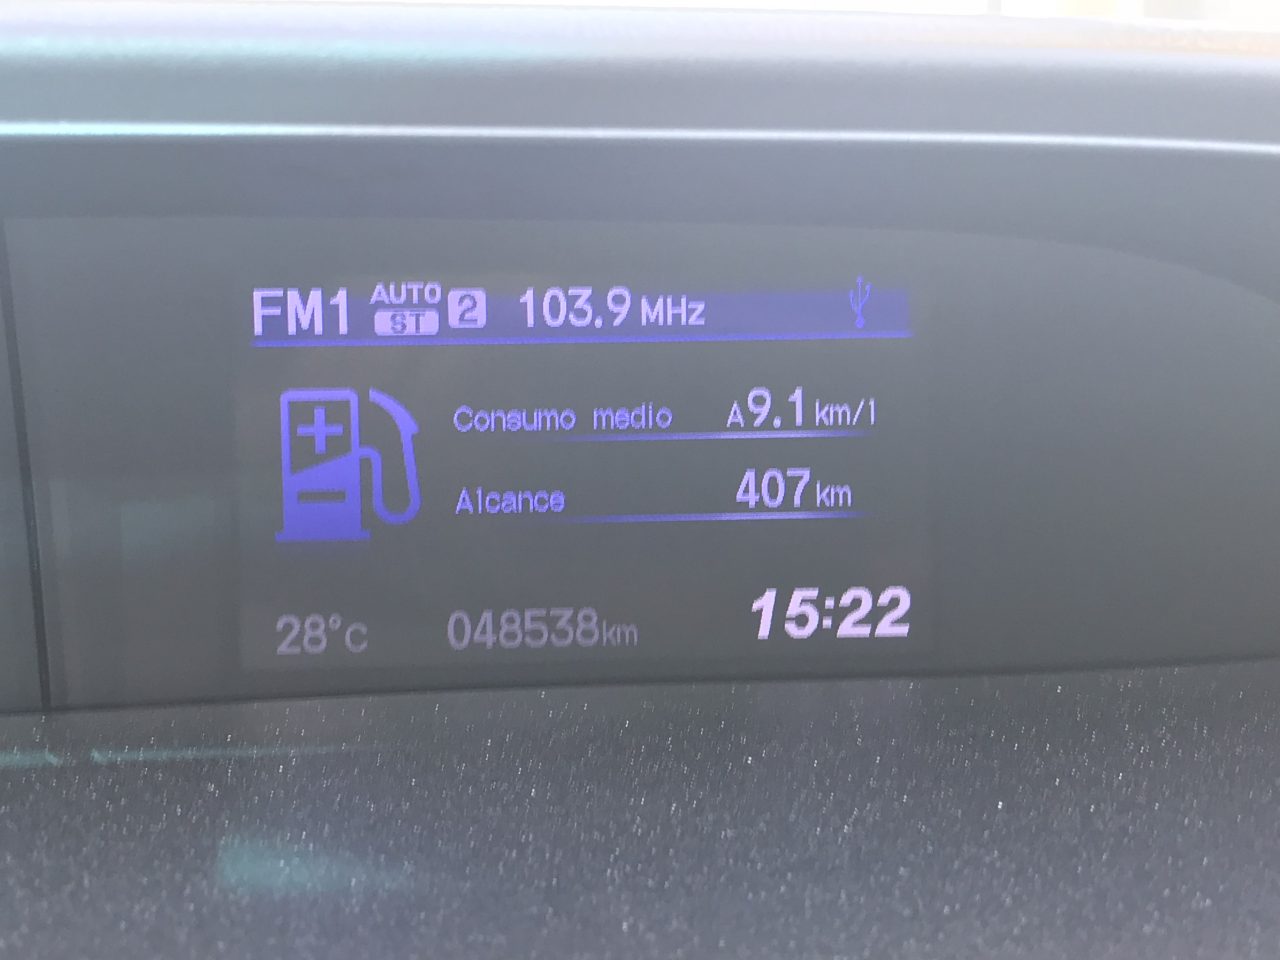 FM1 AUTO ST 2 103.9 MHz
Consumo medio A9.1 km/l
Alcance 407 km
28°C 048538km 15:22